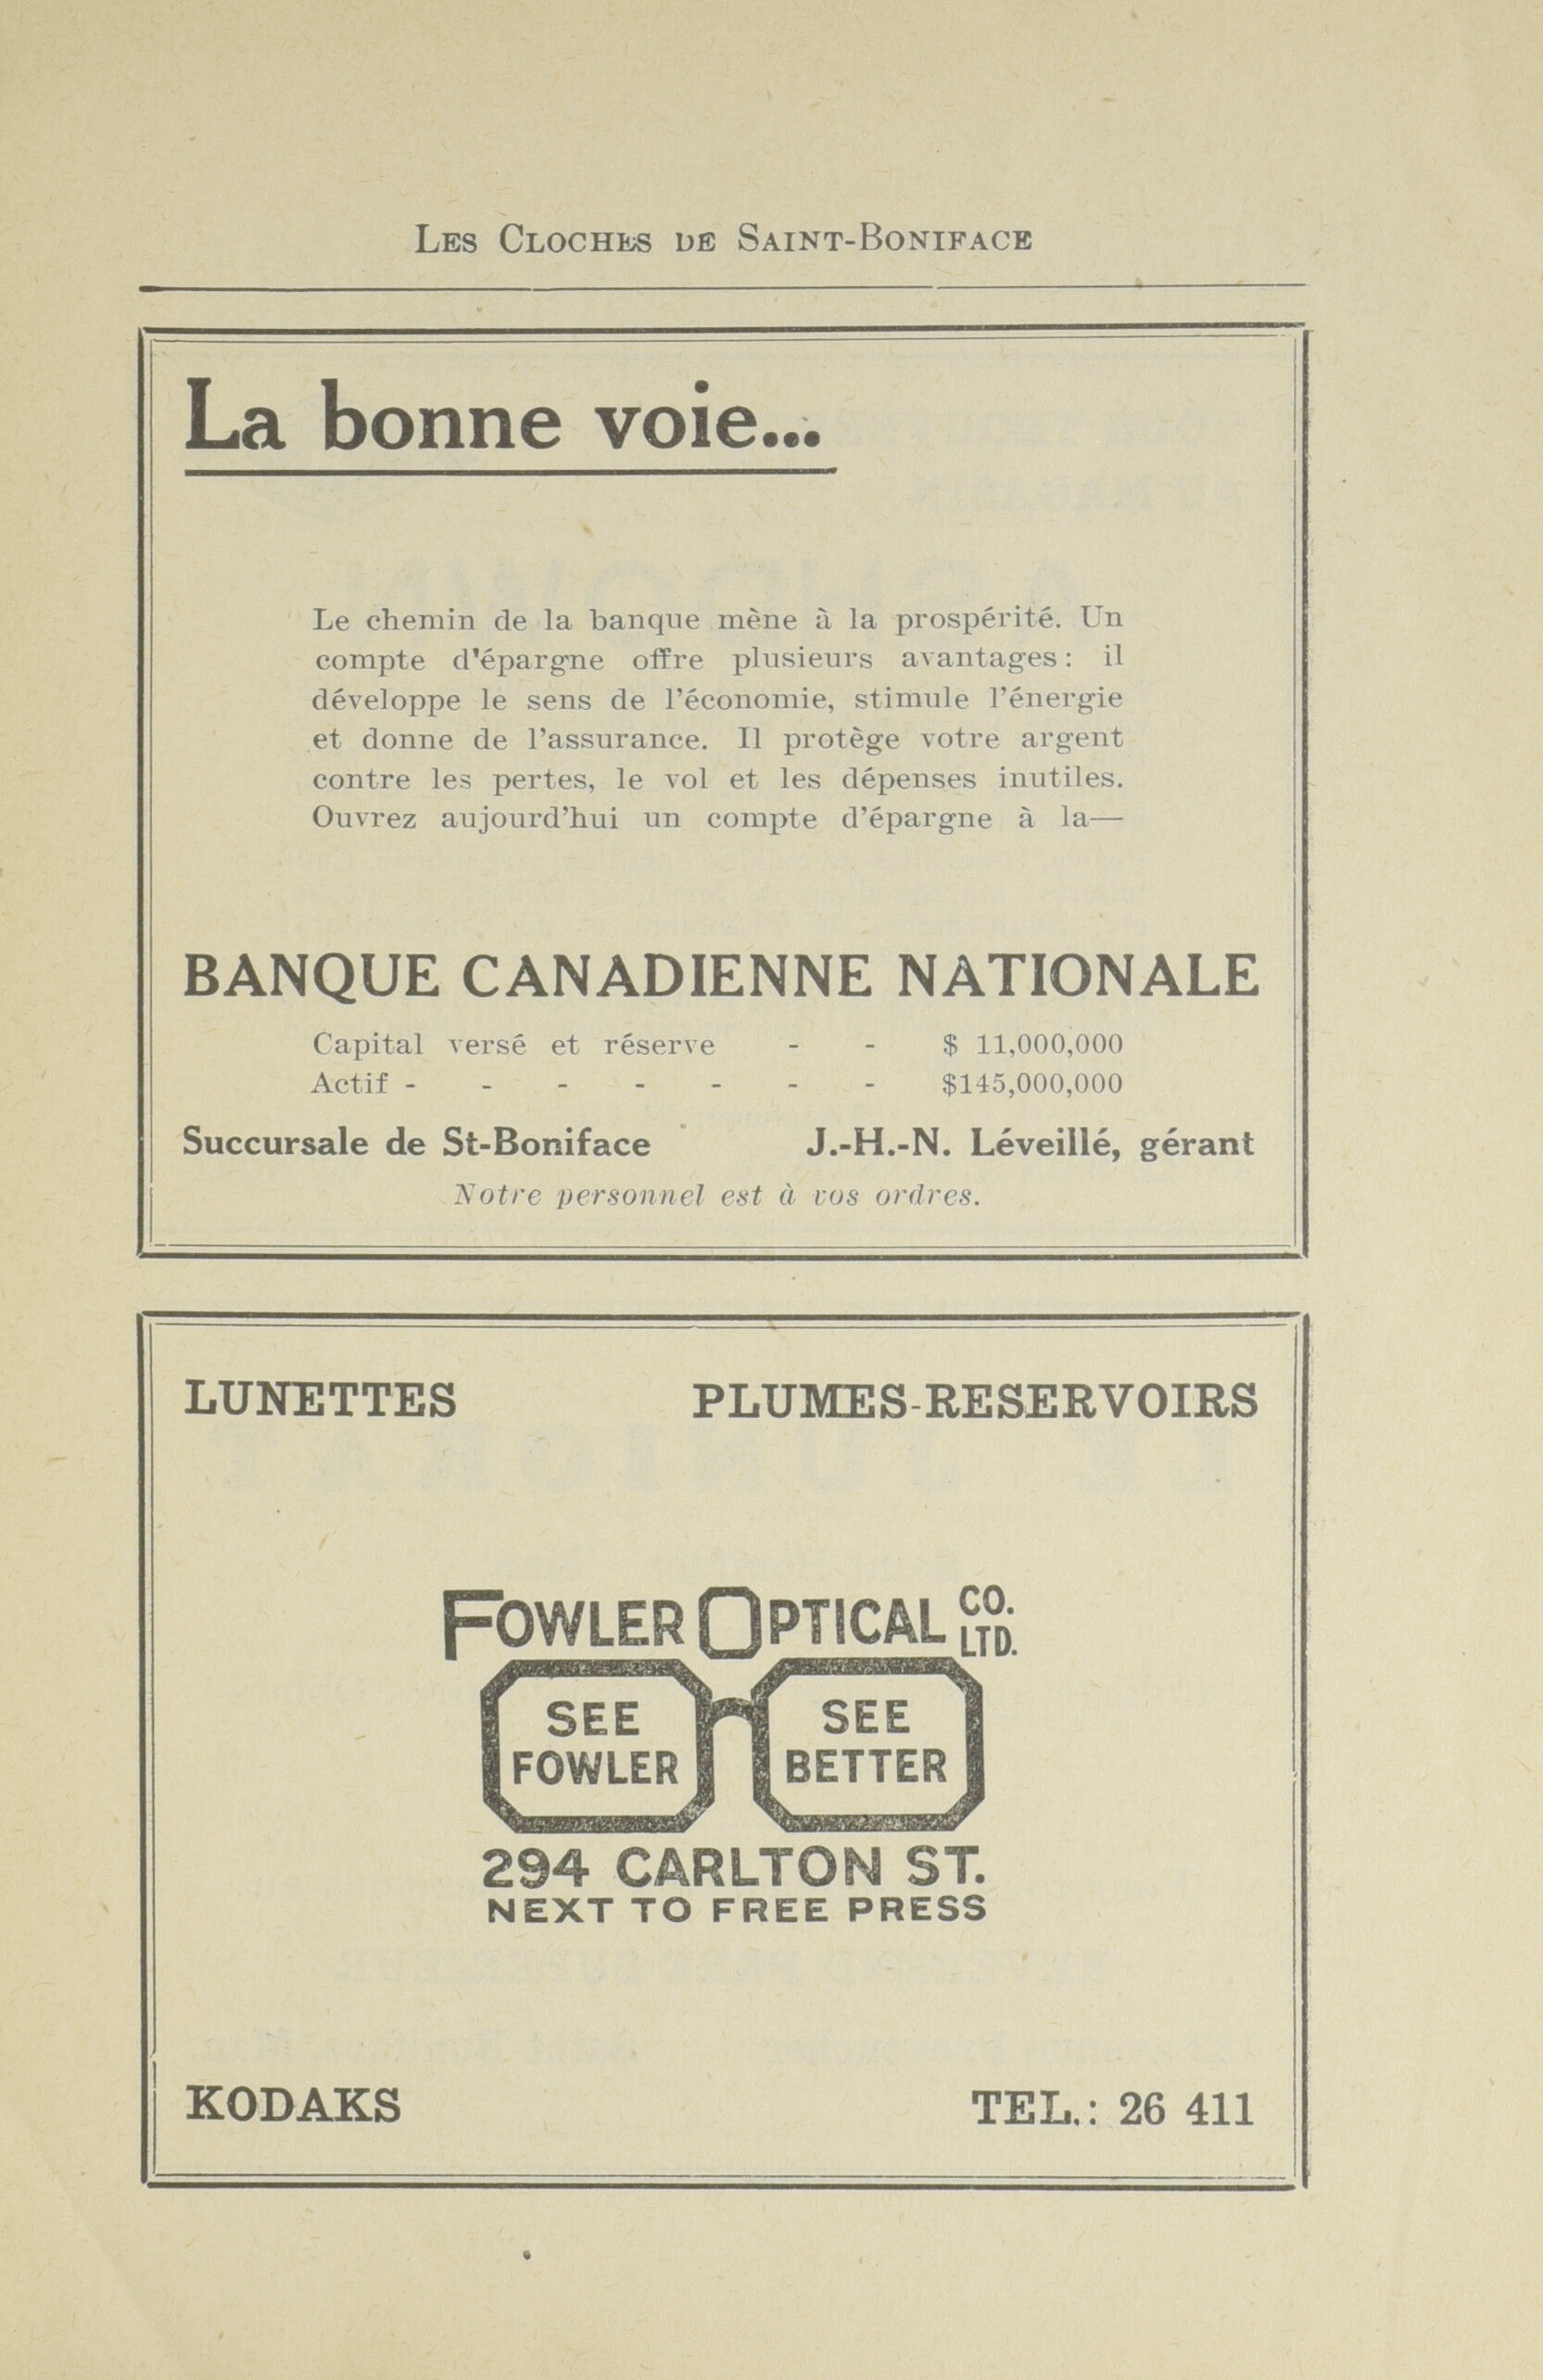 Les Cloches de Saint-Boniface
La bonne voie...
Le chemin de la banque mène à la prospérité. Un
compte d'épargne offre plusieurs avantages: il
développe le sens de l'économie, stimule l'énergie
et donne de l'assurance. Il protège votre argent
contre les pertes, le vol et les dépenses inutiles.
Ouvrez aujourd'hui un compte d'épargne à la—
BANQUE CANADIENNE NATIONALE
Capital versé et réserve - - $ 11,000,000
Actif - - - - - - - $145,000,000
Succursale de St-Boniface J.-H.-N. Léveillé, gérant
Notre personnel est à vos ordres.
LUNETTES PLUMES-RESERVOIRS
FOWLER OPTICAL CO. LTD.
SEE FOWLER
SEE BETTER
294 CARLTON ST.
NEXT TO FREE PRESS
KODAKS TEL.: 26 411